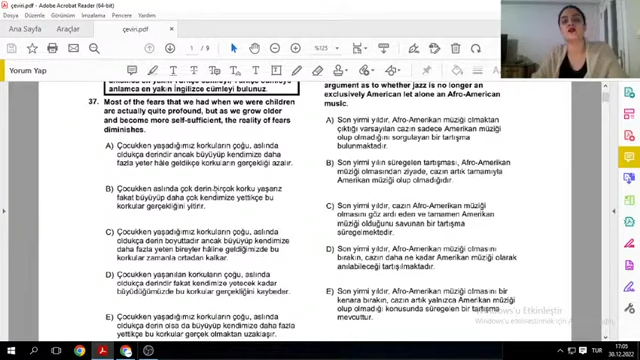 çeviri.pdf - Adobe Acrobat Reader (64-bit)
Dosya Düzenle Görüntüleme İmzalama Pencere Yardım
Ana Sayfa Araçlar çeviri.pdf
1 / 9 %125
Yorum Yap
anlamca en yakın Türkçe cümleyi, Türkçe cümleye
anlamca en yakın İngilizce cümleyi bulunuz.
37. Most of the fears that we had when we were children
are actually quite profound, but as we grow older
and become more self-sufficient, the reality of fears
diminishes.
A) Çocukken yaşadığımız korkuların çoğu, aslında
oldukça derindir ancak büyüyüp kendimize daha
fazla yeter hâle geldikçe korkuların gerçekliği azalır.
B) Çocukken aslında çok derin birçok korku yaşarız
fakat büyüyüp daha çok kendimize yettikçe bu
korkular gerçekliğini yitirir.
C) Çocukken yaşadığımız korkuların çoğu, aslında
oldukça derin boyuttadır ancak büyüyüp kendimize
daha fazla yeten bireyler hâline geldiğimizde bu
korkular zamanla ortadan kalkar.
D) Çocukken yaşanılan korkuların çoğu, aslında
derindir fakat kendimize yetecek kadar
büyüdüğümüzde bu korkular gerçekliğini kaybeder.
E) Çocukken yaşadığımız korkuların çoğu, aslında
oldukça derin olsa da büyüyüp kendimize daha fazla
yettikçe bu korkular gerçek olmaktan uzaklaşır.
argument as to whether jazz is no longer an
exclusively American let alone an Afro-American
music.
A) Son yirmi yıldır, Afro-Amerikan müziği olmaktan
çıktığı varsayılan cazın sadece Amerikan müziği
olup olmadığını sorgulayan bir tartışma
bulunmaktadır.
B) Son yirmi yılın süregelen tartışması, Afro-Amerikan
müziği olmasından ziyade, cazın artık tamamıyla
Amerikan müziği olup olmadığıdır.
C) Son yirmi yıldır, cazın Afro-Amerikan müziği
olmasını göz ardı eden ve tamamen Amerikan
müziği olduğunu savunan bir tartışma
süregelmektedir.
D) Son yirmi yıldır, Afro-Amerikan müziği olmasını
bırakın, cazın daha ne kadar Amerikan müziği olarak
anılabileceği tartışılmaktadır.
E) Son yirmi yıldır, Afro-Amerikan müziği olmasını bir
kenara bırakın, cazın artık yalnızca Amerikan müziği
olup olmadığı konusunda süregelen bir tartışma
mevcuttur.
Windows'u Etkinleştir
Windows'u etkinleştirmek için
TUR
17:05
30.12.2022